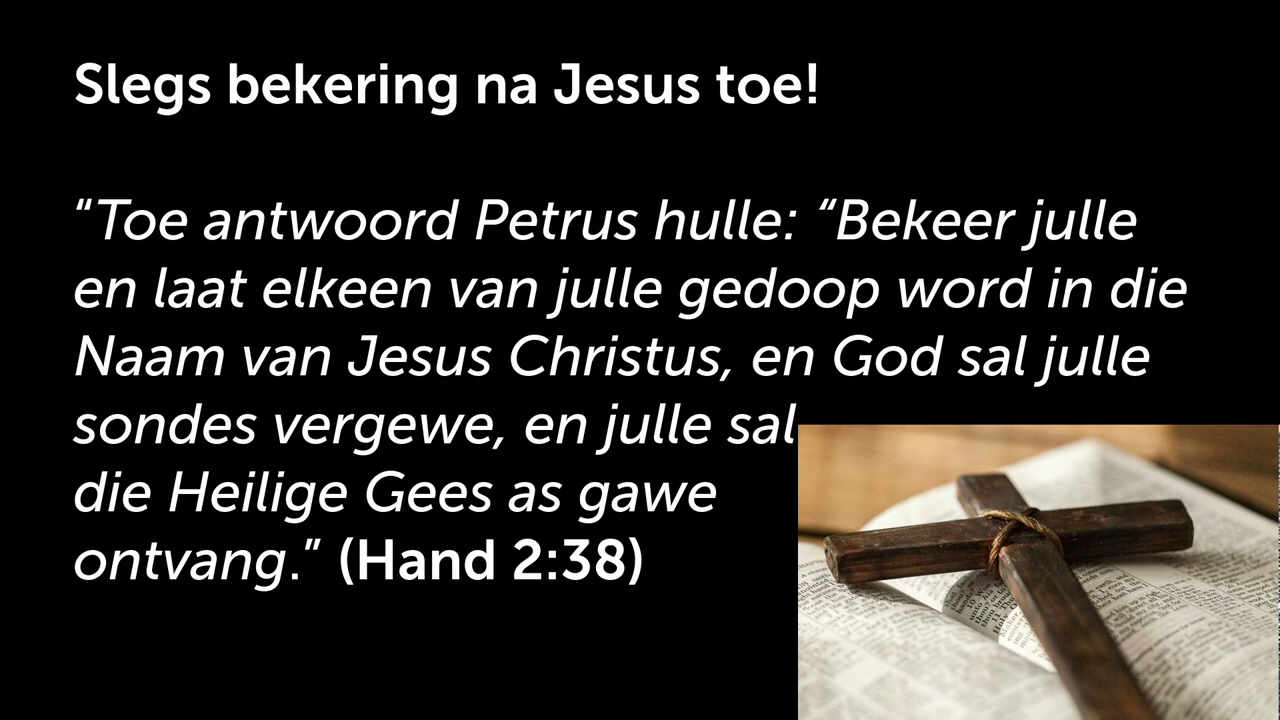 Slegs bekering na Jesus toe!
“Toe antwoord Petrus hulle: “Bekeer julle
en laat elkeen van julle gedoop word in die
Naam van Jesus Christus, en God sal julle
sondes vergewe, en julle sal
die Heilige Gees as gawe
ontvang.” (Hand 2:38)